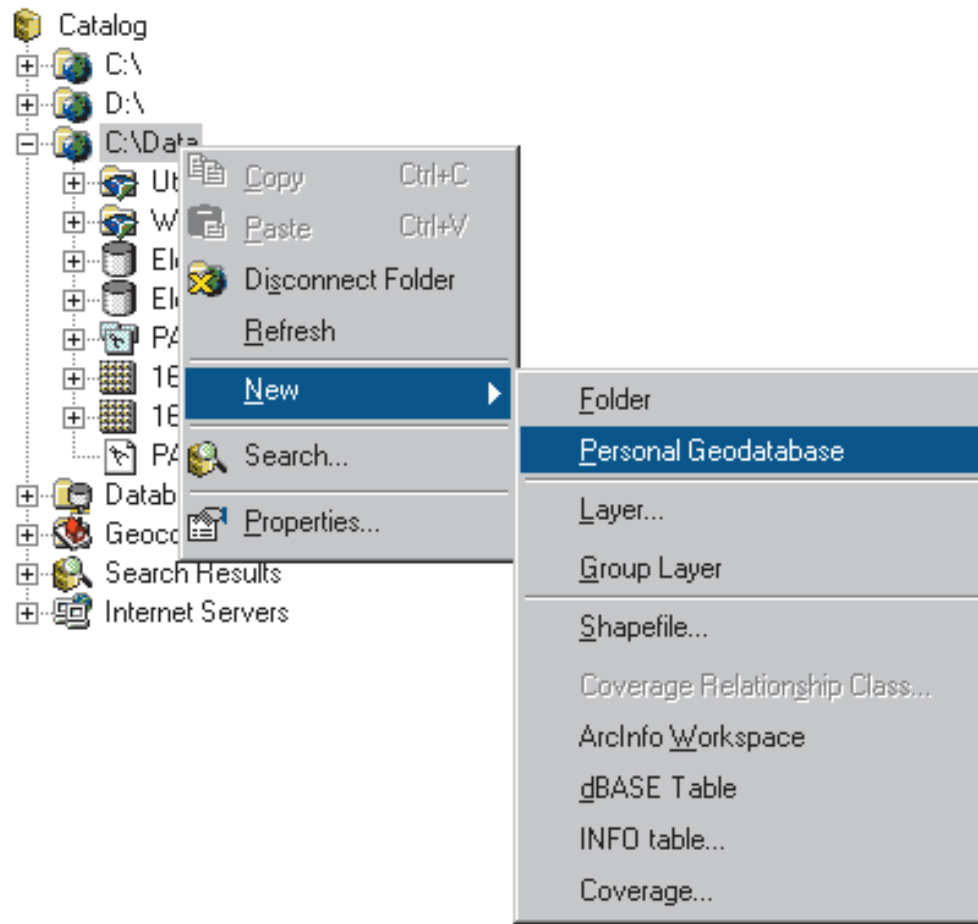 Catalog
C:\
D:\
C:\Data
Copy Ctrl+C
Paste Ctrl+V
Disconnect Folder
Refresh
New
Search...
Properties...
Folder
Personal Geodatabase
Layer...
Group Layer
Shapefile...
Coverage Relationship Class...
ArcInfo Workspace
dBASE Table
INFO table...
Coverage...
Search Results
Internet Servers